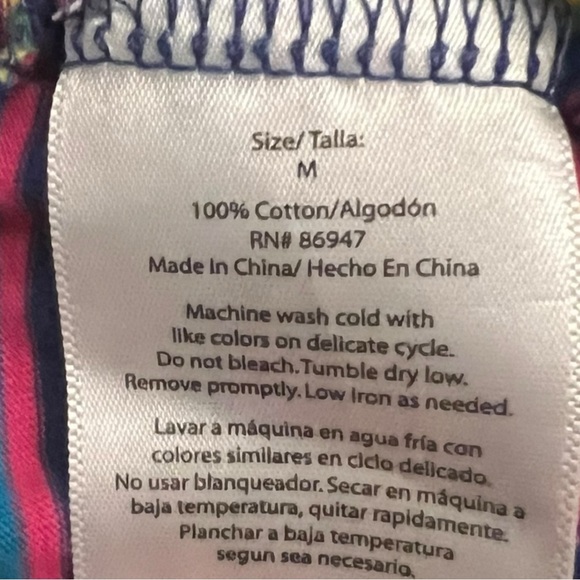 Size/ Talla:
M
100% Cotton/Algodón
RN# 86947
Made In China/ Hecho En China
Machine wash cold with
like colors on delicate cycle.
Do not bleach. Tumble dry low.
Remove promptly. Low Iron as needed.
Lavar a máquina en agua fría con
colores similares en ciclo delicado.
No usar blanqueador. Secar en máquina a
baja temperatura, quitar rapidamente.
Planchar a baja temperatura
segun sea necesario.